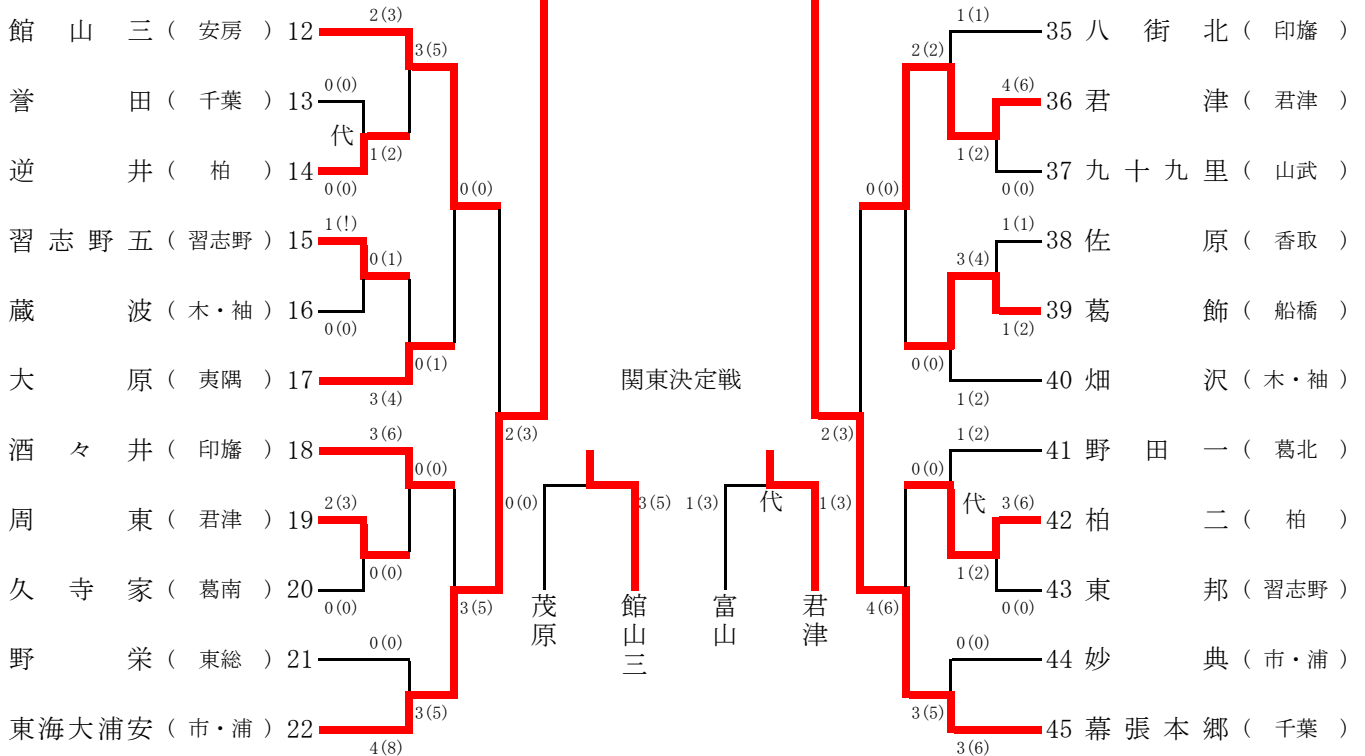 館山三 ( 安房 ) 12
2(3)
3(5)
誉田 ( 千葉 ) 13
0(0)
代
1(2)
逆井 ( 柏 ) 14
0(0)
0(0)
習志野五 ( 習志野 ) 15
1(!)
0(1)
蔵波 ( 木・袖 ) 16
0(0)
大原 ( 夷隅 ) 17
0(1)
3(4)
酒々井 ( 印旛 ) 18
3(6)
0(0)
2(3)
周東 ( 君津 ) 19
2(3)
0(0)
久寺家 ( 葛南 ) 20
0(0)
3(5)
野栄 ( 東総 ) 21
0(0)
3(5)
東海大浦安 ( 市・浦 ) 22
4(8)
関東決定戦
0(0)
3(5)
1(3)
代
1(3)
茂原
館山三
富山
君津
1(1)
35 八街北 ( 印旛 )
2(2)
4(6)
36 君津 ( 君津 )
1(2)
37 九十九里 ( 山武 )
0(0)
0(0)
1(1)
38 佐原 ( 香取 )
3(4)
39 葛飾 ( 船橋 )
1(2)
0(0)
40 畑沢 ( 木・袖 )
1(2)
2(3)
1(2)
41 野田一 ( 葛北 )
0(0)
代
3(6)
42 柏二 ( 柏 )
1(2)
43 東邦 ( 習志野 )
0(0)
4(6)
0(0)
44 妙典 ( 市・浦 )
3(5)
45 幕張本郷 ( 千葉 )
3(6)